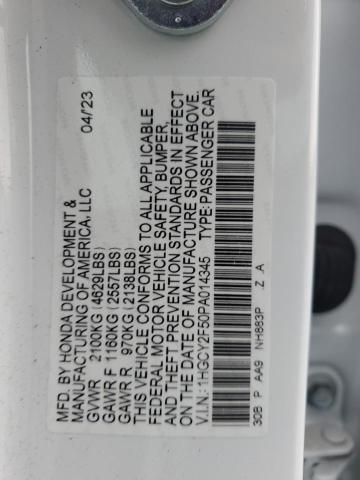 MFD. BY HONDA DEVELOPMENT &
MANUFACTURING OF AMERICA, LLC 04/23
GVWR 2100KG (4629LBS)
GAWR F 1160KG (2557LBS)
GAWR R 970KG (2138LBS)
THIS VEHICLE CONFORMS TO ALL APPLICABLE
FEDERAL MOTOR VEHICLE SAFETY, BUMPER,
AND THEFT PREVENTION STANDARDS IN EFFECT
ON THE DATE OF MANUFACTURE SHOWN ABOVE.
V.I.N.: 1HGCY2F50PA014345 TYPE: PASSENGER CAR
30B P AA9 NH883P Z A